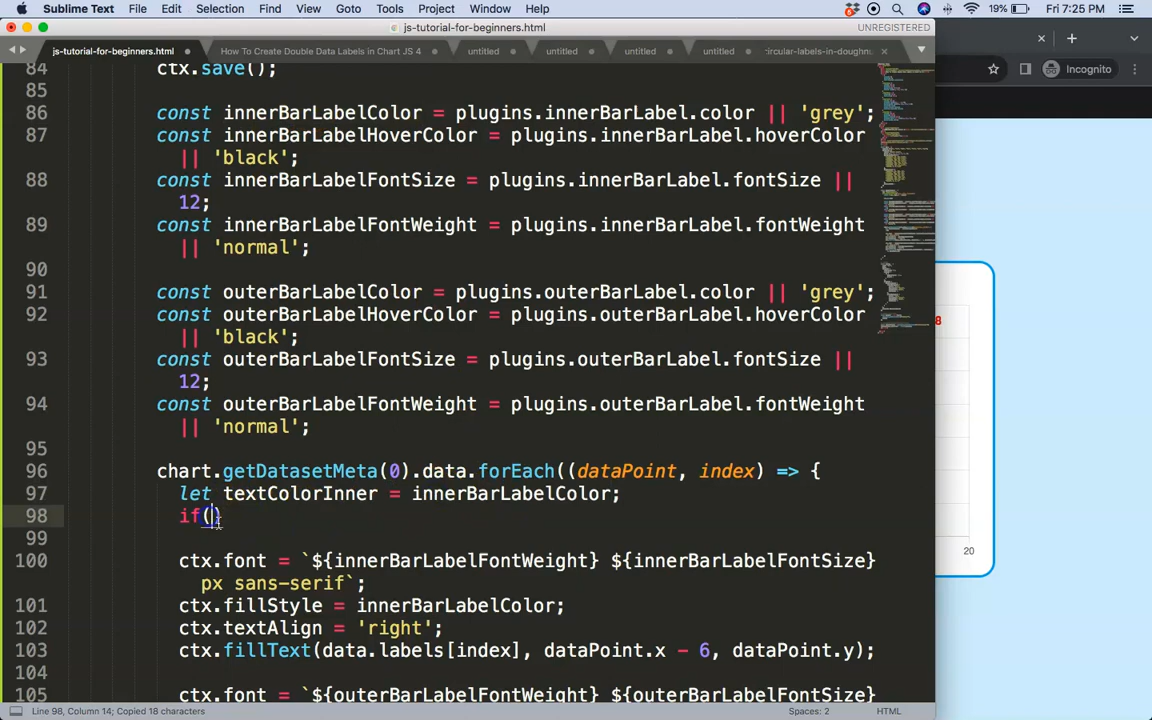 Sublime Text File Edit Selection Find View Goto Tools Project Window Help
6 19% Fri 7:25 PM
js-tutorial-for-beginners.html UNREGISTERED
js-tutorial-for-beginners.html How To Create Double Data Labels in Chart JS 4 untitled untitled untitled untitled :ircular-labels-in-doughnu
Incognito
84 ctx.save();
85
86 const innerBarLabelColor = plugins.innerBarLabel.color || 'grey';
87 const innerBarLabelHoverColor = plugins.innerBarLabel.hoverColor
|| 'black';
88 const innerBarLabelFontSize = plugins.innerBarLabel.fontSize ||
12;
89 const innerBarLabelFontWeight = plugins.innerBarLabel.fontWeight
|| 'normal';
90
91 const outerBarLabelColor = plugins.outerBarLabel.color || 'grey';
92 const outerBarLabelHoverColor = plugins.outerBarLabel.hoverColor
|| 'black';
93 const outerBarLabelFontSize = plugins.outerBarLabel.fontSize ||
12;
94 const outerBarLabelFontWeight = plugins.outerBarLabel.fontWeight
|| 'normal';
95
96 chart.getDatasetMeta(0).data.forEach((dataPoint, index) => {
97 let textColorInner = innerBarLabelColor;
98 if()
99
100 ctx.font = `${innerBarLabelFontWeight} ${innerBarLabelFontSize}
px sans-serif`;
101 ctx.fillStyle = innerBarLabelColor;
102 ctx.textAlign = 'right';
103 ctx.fillText(data.labels[index], dataPoint.x - 6, dataPoint.y);
104
105 ctx.font = `${outerBarLabelFontWeight} ${outerBarLabelFontSize}
8
20
Line 98, Column 14; Copied 18 characters Spaces: 2 HTML